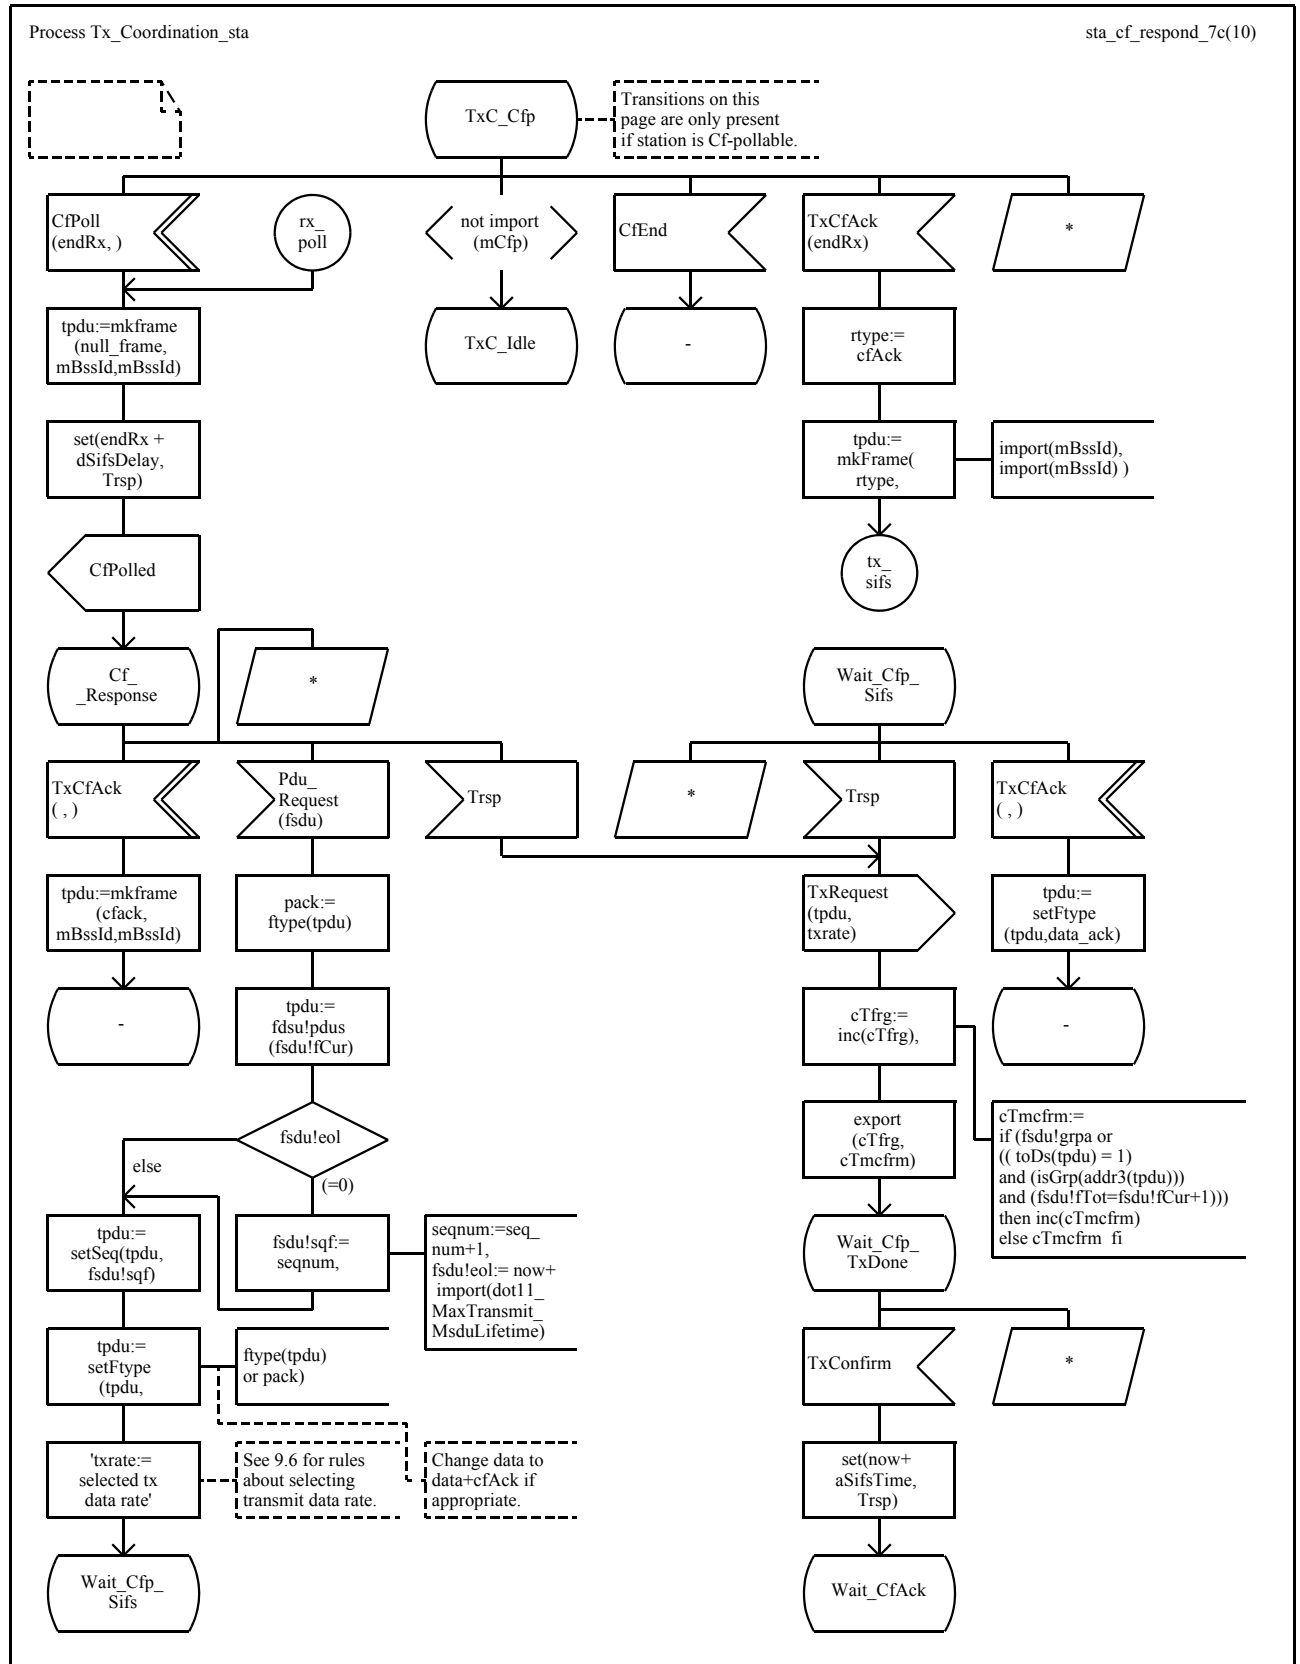 Process Tx_Coordination_sta
sta_cf_respond_7c(10)
TxC_Cfp
Transitions on this
page are only present
if station is Cf-pollable.
CfPoll
(endRx, )
rx_
poll
not import
(mCfp)
CfEnd
TxCfAck
(endRx)
*
tpdu:=mkframe
(null_frame,
mBssId,mBssId)
TxC_Idle
-
rtype:=
cfAck
set(endRx +
dSifsDelay,
Trsp)
tpdu:=
mkFrame(
rtype,
import(mBssId),
import(mBssId) )
CfPolled
tx_
sifs
Cf_
_Response
*
Wait_Cfp_
Sifs
TxCfAck
( , )
Pdu_
Request
(fsdu)
Trsp
*
Trsp
TxCfAck
( , )
tpdu:=mkframe
(cfack,
mBssId,mBssId)
pack:=
ftype(tpdu)
TxRequest
(tpdu,
txrate)
tpdu:=
setFtype
(tpdu,data_ack)
-
tpdu:=
fdsu!pdus
(fsdu!fCur)
cTfrg:=
inc(cTfrg),
-
fsdu!eol
else
(=0)
export
(cTfrg,
cTmcfrm)
cTmcfrm:=
if (fsdu!grpa or
(( toDs(tpdu) = 1)
and (isGrp(addr3(tpdu)))
and (fsdu!fTot=fsdu!fCur+1)))
then inc(cTmcfrm)
else cTmcfrm  fi
tpdu:=
setSeq(tpdu,
fsdu!sqf)
fsdu!sqf:=
seqnum,
seqnum:=seq_
num+1,
fsdu!eol:= now+
import(dot11_
MaxTransmit_
MsduLifetime)
Wait_Cfp_
TxDone
tpdu:=
setFtype
(tpdu,
ftype(tpdu)
or pack)
TxConfirm
*
'txrate:=
selected tx
data rate'
See 9.6 for rules
about selecting
transmit data rate.
Change data to
data+cfAck if
appropriate.
set(now+
aSifsTime,
Trsp)
Wait_Cfp_
Sifs
Wait_CfAck